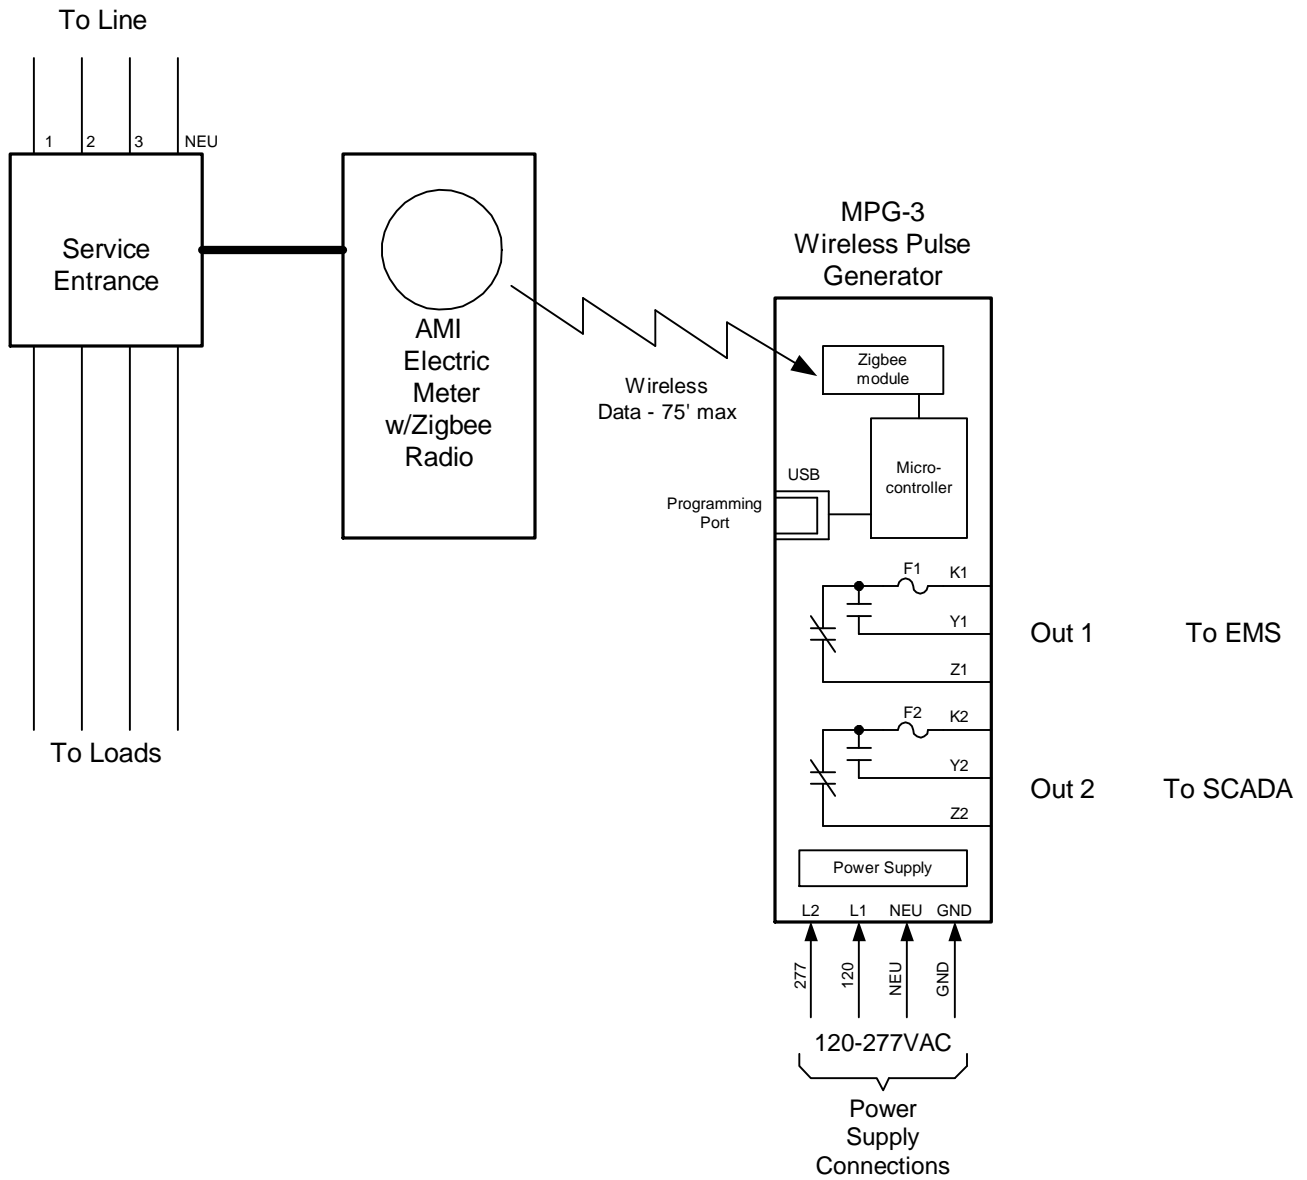 To Line
1
2
3
NEU
Service
Entrance
AMI
Electric
Meter
w/Zigbee
Radio
To Loads
Wireless
Data - 75' max
MPG-3
Wireless Pulse
Generator
Zigbee
module
Micro-
controller
USB
Programming
Port
F1
K1
Y1
Z1
Out 1
To EMS
F2
K2
Y2
Z2
Out 2
To SCADA
Power Supply
L2
L1
NEU
GND
277
120
NEU
GND
120-277VAC
Power
Supply
Connections